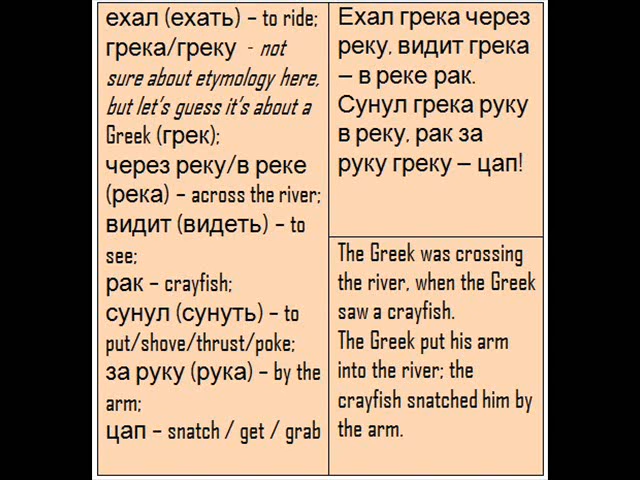 ехал (ехать) – to ride;
грека/греку - not
sure about etymology here,
but let's guess it's about a
Greek (грек);
через реку/в реке
(река) – across the river;
видит (видеть) – to
see;
рак – crayfish;
сунул (сунуть) – to
put/shove/thrust/poke;
за руку (рука) – by the
arm;
цап – snatch / get / grab
Ехал грека через
реку, видит грека
– в реке рак.
Сунул грека руку
в реку, рак за
руку греку – цап!
The Greek was crossing
the river, when the Greek
saw a crayfish.
The Greek put his arm
into the river; the
crayfish snatched him by
the arm.